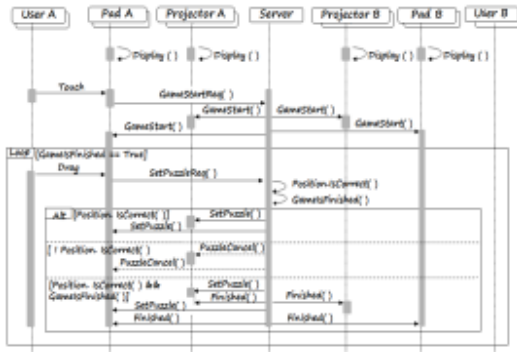 User A Pad A Projector A Server Projector B Pad B User B
Display ( ) Display ( ) Display ( ) Display ( )
Touch
GameStartReq( )
GameStart( ) GameStart( )
GameStart( ) GameStart( )
Loop [GameIsFinished == True]
Drag
SetPuzzleReq( )
Position.IsCorrect( )
GameIsFinished( )
Alt [Position. IsCorrect( )] SetPuzzle( )
SetPuzzle( )
[ ! Position. IsCorrect( ) PuzzleCancel( )
PuzzleCancel( )
[Position. IsCorrect( ) && SetPuzzle( )
GameIsFinished( )] Finished( ) Finished( )
SetPuzzle( )
Finished( ) Finished( )